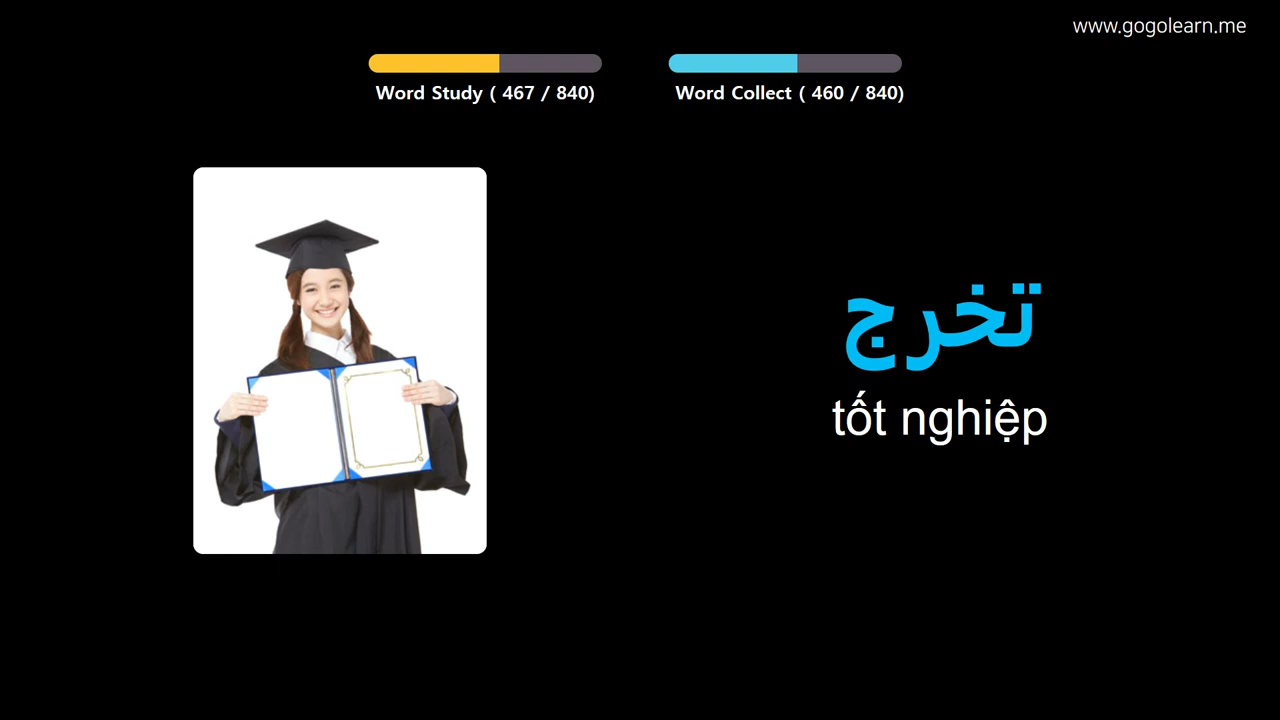 www.gogolearn.me
Word Study ( 467 / 840)
Word Collect ( 460 / 840)
تخرج
tốt nghiệp